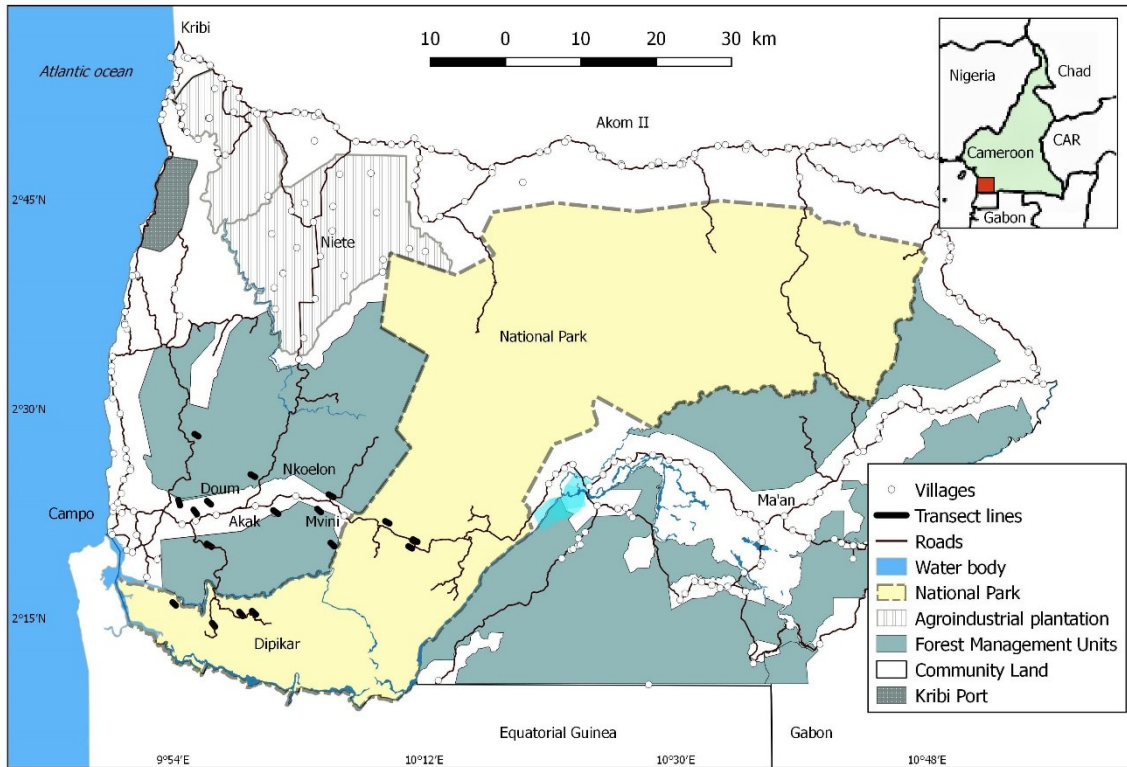 Kribi
10 0 10 20 30 km
Atlantic ocean
Nigeria
Chad
CAR
Cameroon
Gabon
Akom II
2°45'N
Niete
National Park
2°30'N
Nkoelon
Doum
Campo
Akak
Mvini
Ma'an
2°15'N
Dipikar
Villages
Transect lines
Roads
Water body
National Park
Agroindustrial plantation
Forest Management Units
Community Land
Kribi Port
Equatorial Guinea
Gabon
9°54'E
10°12'E
10°30'E
10°48'E